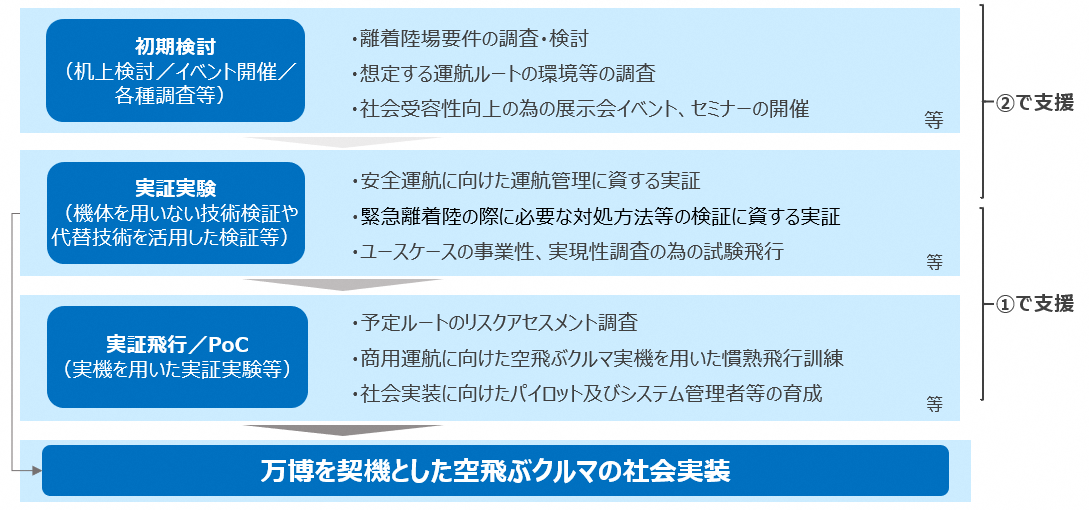 初期検討
（机上検討／イベント開催／
各種調査等）
・離着陸場要件の調査・検討
・想定する運航ルートの環境等の調査
・社会受容性向上の為の展示会イベント、セミナーの開催
等
②で支援
実証実験
（機体を用いない技術検証や
代替技術を活用した検証等）
・安全運航に向けた運航管理に資する実証
・緊急離着陸の際に必要な対処方法等の検証に資する実証
・ユースケースの事業性、実現性調査の為の試験飛行
等
①で支援
実証飛行／PoC
（実機を用いた実証実験等）
・予定ルートのリスクアセスメント調査
・商用運航に向けた空飛ぶクルマ実機を用いた慣熟飛行訓練
・社会実装に向けたパイロット及びシステム管理者等の育成
等
万博を契機とした空飛ぶクルマの社会実装